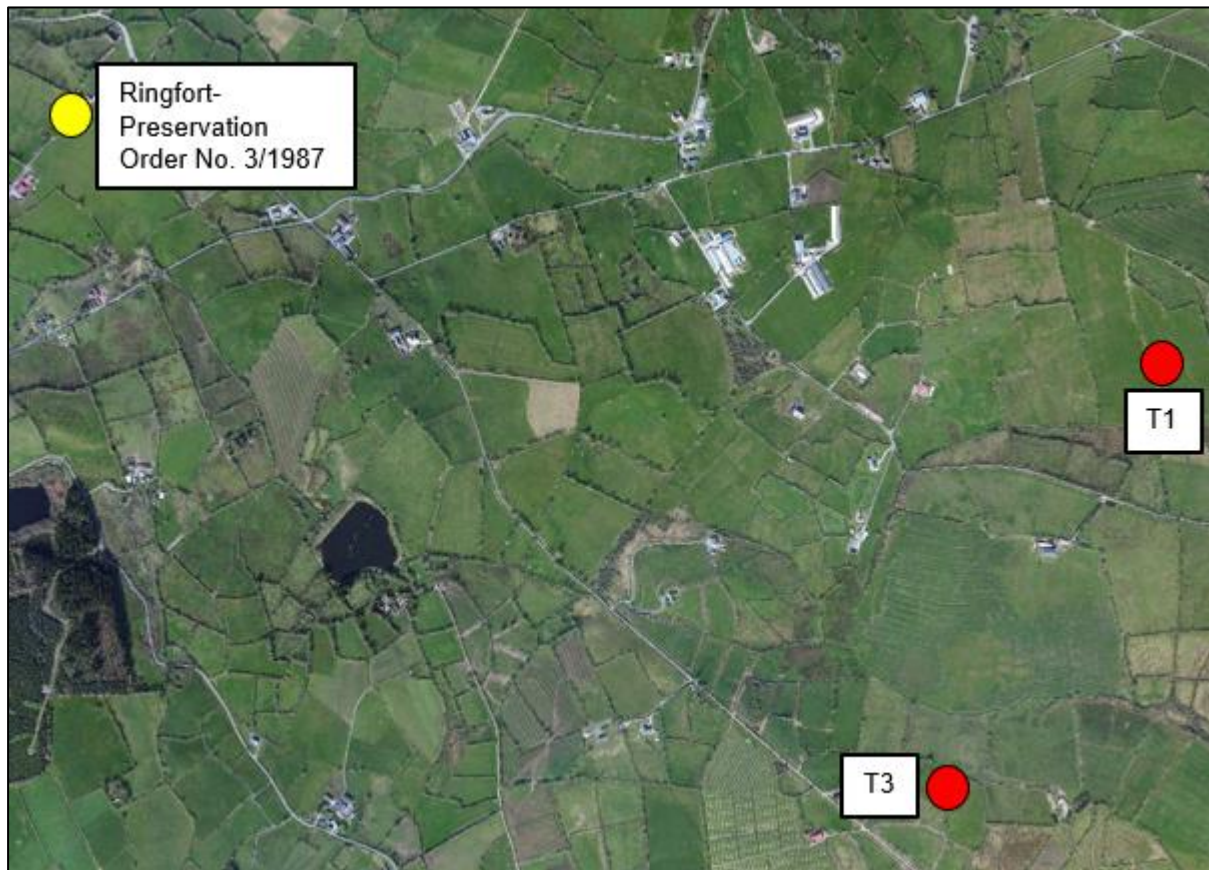 Ringfort-
Preservation
Order No. 3/1987
T1
T3